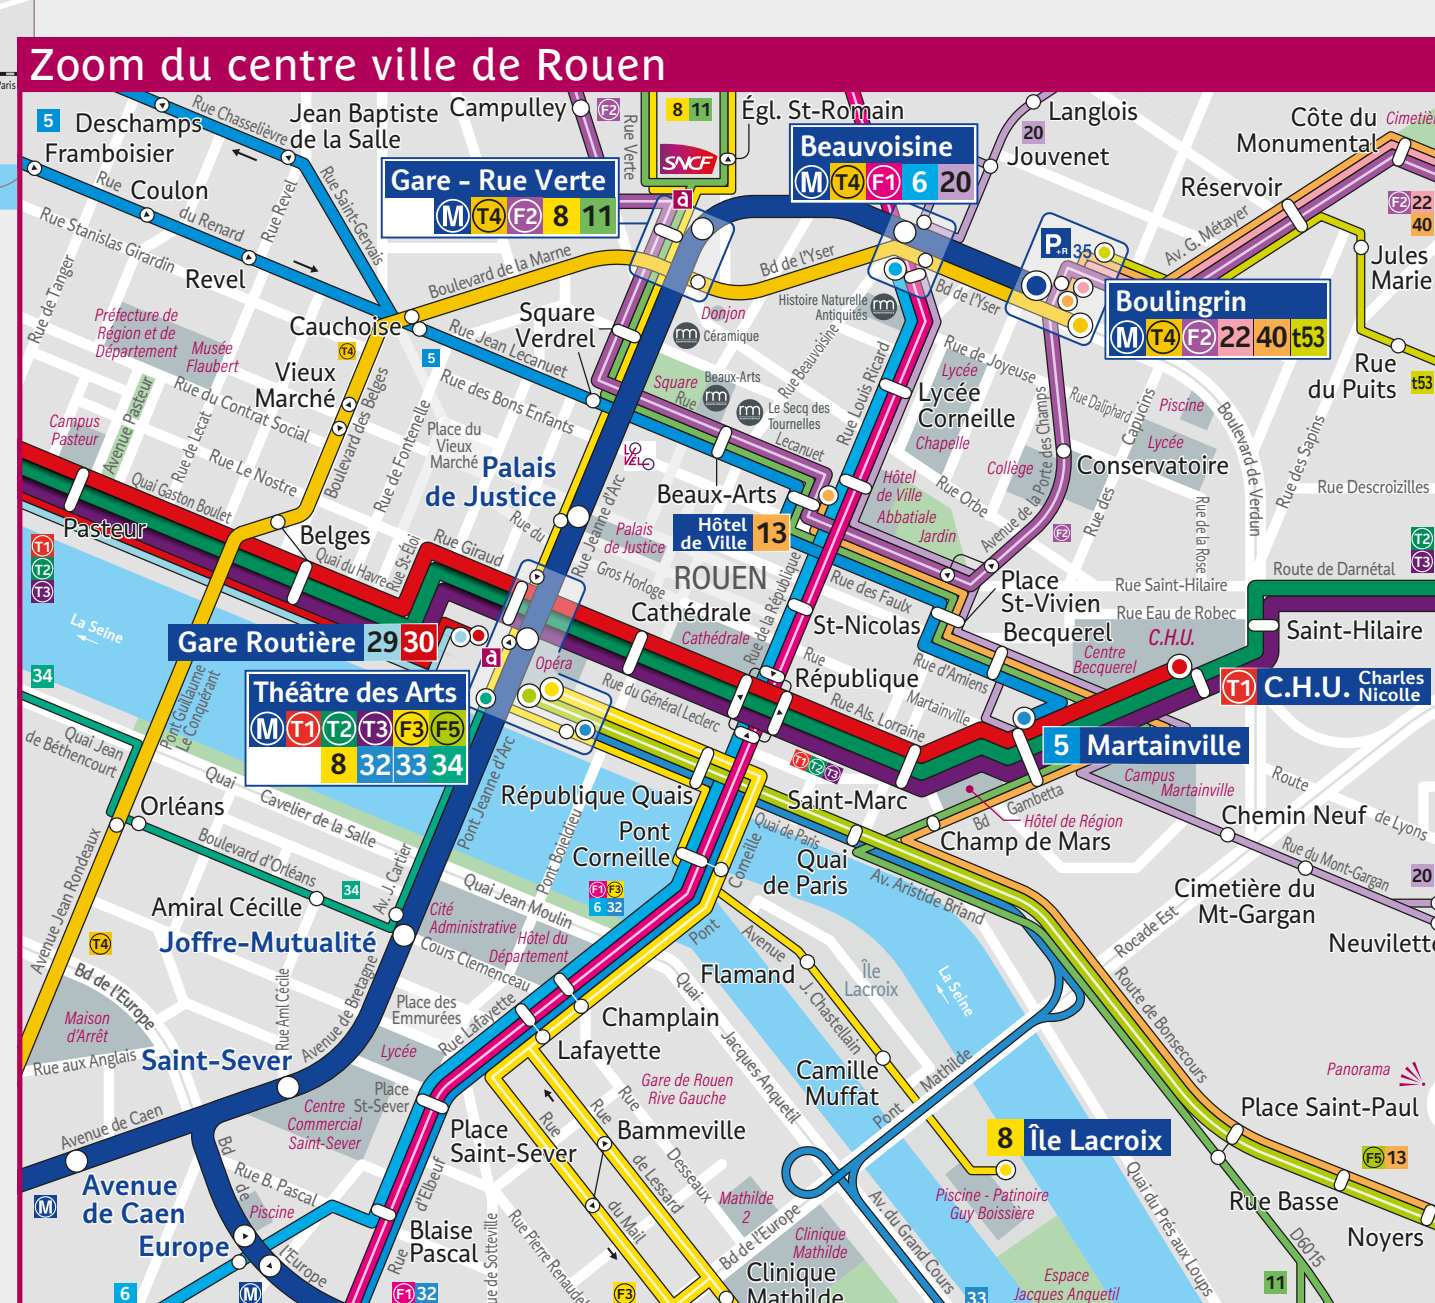 Zoom du centre ville de Rouen
Paris
5
Deschamps
Framboisier
Rue Chasselièvre
Jean Baptiste
de la Salle
Campulley
F2
Rue Verte
8 11
SNCF
Égl. St-Romain
Langlois
20
Jouvenet
Côte du
Monumental
Réservoir
F2 22
40
Jules
Marie
Rue
du Puits
t53
Av. G. Métayer
Beauvoisine
M T4 F1 6 20
Gare - Rue Verte
M T4 F2 8 11
à
P+R
35
Boulingrin
M T4 F2 22 40 t53
Rue
Coulon
du Renard
Rue Revel
Rue Saint-Gervais
Rue Stanislas Girardin
Revel
Rue de Tanger
Boulevard de la Marne
Bd de l'Yser
Bd de l'Yser
Cauchoise
Square
Verdrel
Donjon
Céramique
Histoire Naturelle
Antiquités
Préfecture de
Région et de
Département
Musée
Flaubert
T4
5
Rue Jean Lecanuet
Vieux
Marché
Rue des Bons Enfants
Square
Rue
Beaux-Arts
Le Secq des
Tournelles
Lecanuet
Rue Beauvoisine
Rue Louis Ricard
Rue de Joyeuse
Lycée
Lycée
Corneille
Chapelle
Collège
Rue Daliphard
Capucins
Piscine
Lycée
Conservatoire
Boulevard de Verdun
Rue des Sapins
Rue Descroizilles
Campus
Pasteur
Avenue Pasteur
Rue du Contrat Social
Rue de Lecat
Rue Le Nostre
Boulevard des Belges
Rue de Fontenelle
Place du
Vieux
Marché
Palais
de Justice
VÉLO
Beaux-Arts
Hôtel
de Ville
13
Hôtel
de Ville
Abbatiale
Jardin
Rue Orbe
Avenue de la Porte des Champs
Rue des
F2
Rue de la Rose
Quai Gaston Boulet
Pasteur
T1
T2
T3
Belges
Quai du Havre
Rue St-Éloi
Rue Giraud
Rue du
Rue Jeanne d'Arc
Palais
de Justice
Gros Horloge
ROUEN
Cathédrale
Cathédrale
Rue de la République
Rue des Faulx
St-Nicolas
Place
St-Vivien
Becquerel
Centre
Becquerel
Rue Saint-Hilaire
Rue Eau de Robec
C.H.U.
Route de Darnétal
T2
T3
Saint-Hilaire
T1 C.H.U. Charles
Nicolle
La Seine
Gare Routière 29 30
à
Opéra
34
Théâtre des Arts
M T1 T2 T3 F3 F5
8 32 33 34
Rue du Général Leclerc
Rue
République
Rue d'Amiens
Martainville
Rue Als. Lorraine
T1 T2 T3
5 Martainville
Campus
Martainville
Quai Jean
de Béthencourt
Pont Guillaume
Le Conquérant
Quai
Cavelier de la Salle
Orléans
Boulevard d'Orléans
34
Av. J. Cartier
Pont Jeanne d'Arc
République Quais
Pont
Corneille
Pont Boieldieu
F1 F3
6 32
Quai de Paris
Quai
de Paris
Corneille
Saint-Marc
Bd
Gambetta
Hôtel de Région
Champ de Mars
Chemin Neuf
Route
de Lyons
Rue du Mont-Gargan
20
Cimetière du
Mt-Gargan
Neuvilette
Rocade Est
Avenue Jean Rondeaux
Amiral Cécille
Joffre-Mutualité
T4
Cité
Administrative
Quai Jean Moulin
Hôtel du
Département
Cours Clemenceau
Pont
Av. Aristide Briand
Avenue
Flamand
J. Chastellain
Île
Lacroix
La Seine
Route de Bonsecours
Bd de l'Europe
Maison
d'Arrêt
Rue aux Anglais
Rue Aml Cécile
Avenue de Bretagne
Place des
Emmurées
Rue Lafayette
Lycée
Champlain
Lafayette
Quai
Jacques Anquetil
Camille
Muffat
Mathilde
Pont
Saint-Sever
Place
St-Sever
Centre
Commercial
Saint-Sever
Gare de Rouen
Rive Gauche
Panorama
Place Saint-Paul
Avenue de Caen
Place
Saint-Sever
Bammeville
Rue
Rue
Rue
de Lessard
Desseaux
8 Île Lacroix
F5 13
Avenue
de Caen
M
Bd
de
Rue B. Pascal
Piscine
d'Elbeuf
Rue
Blaise
Pascal
du Mail
Mathilde
2
Bd de l'Europe
Clinique
Mathilde
Av. du Grand Cours
Piscine - Patinoire
Guy Boissière
Quai du Prés aux Loups
Rue Basse
Noyers
Europe
l'Europe
Rue Pierre Renaudel
D6015
11
6
M
F1 32
F3
Clinique
Mathilde
33
Espace
Jacques Anquetil